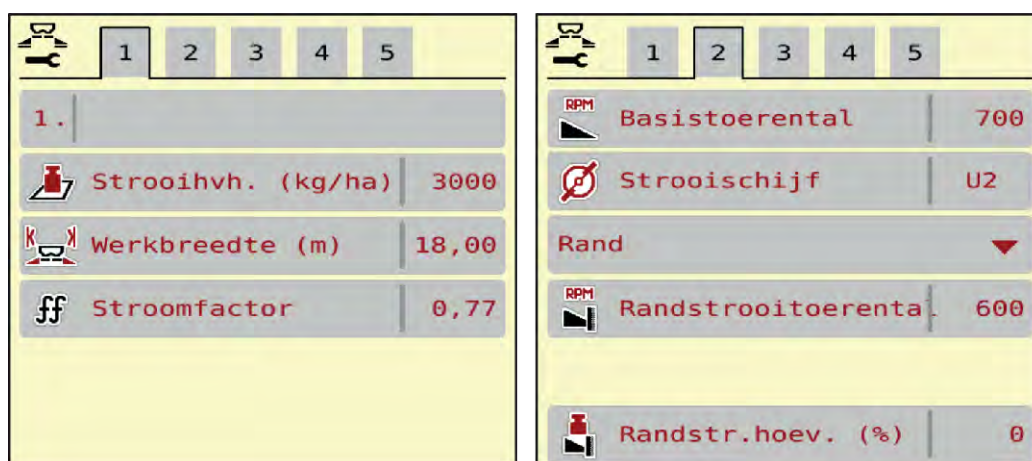 1 2 3 4 5
1.
Strooihvh. (kg/ha) 3000
K K Werkbreedte (m) 18,00
ff Stroomfactor 0,77
1 2 3 4 5
RPM Basistoerental 700
Strooischijf U2
Rand
RPM Randstrooitoerental 600
Randstr.hoev. (%) 0